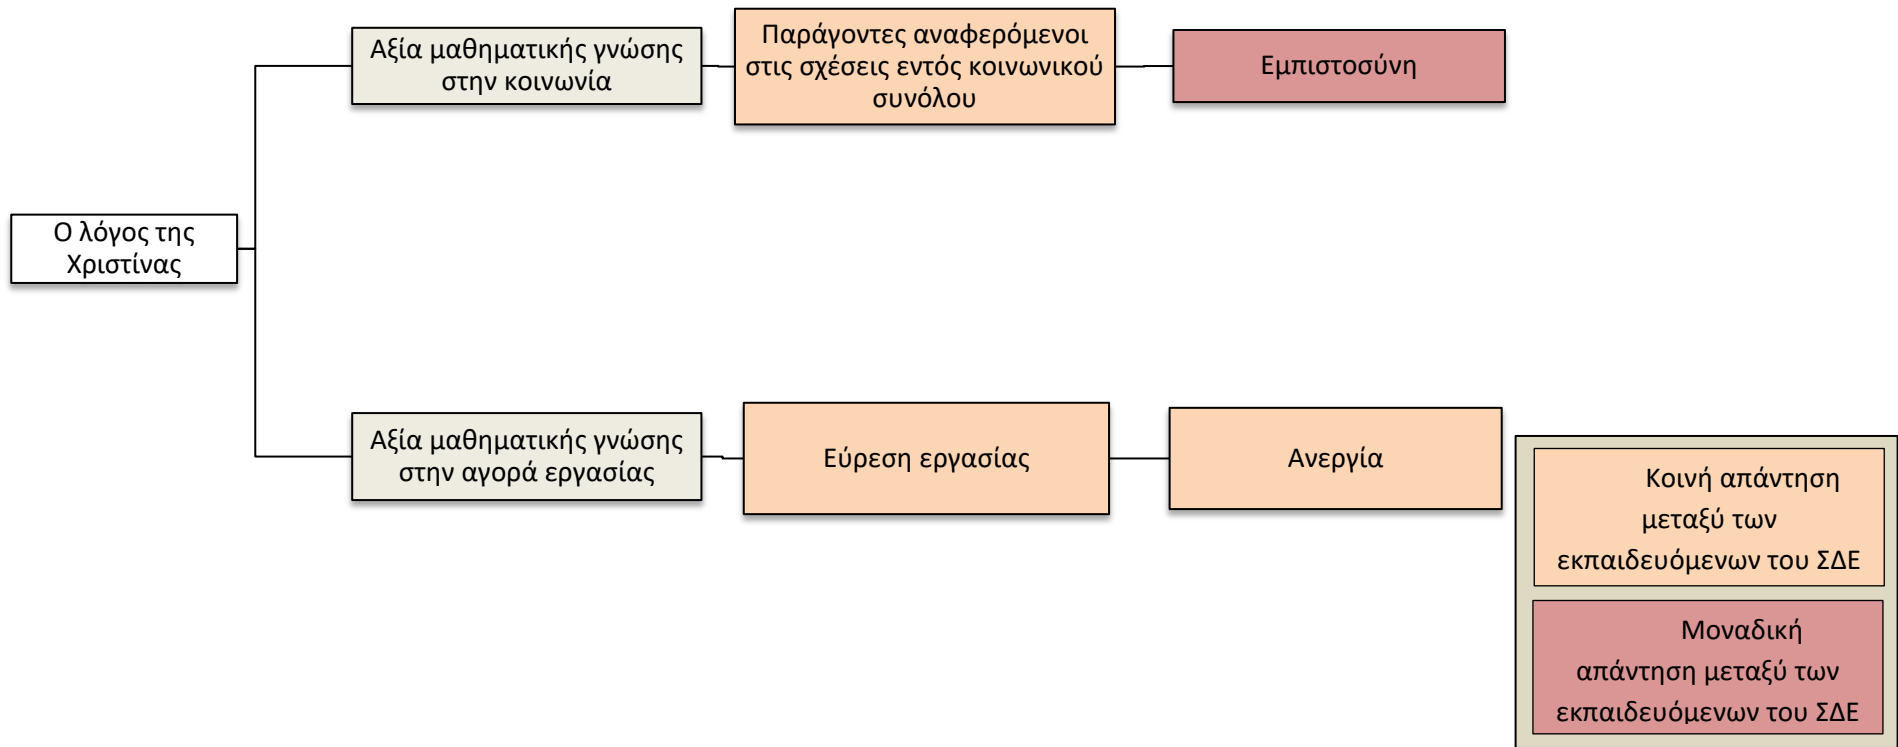 Ο λόγος της
Χριστίνας
Αξία μαθηματικής γνώσης
στην κοινωνία
Παράγοντες αναφερόμενοι
στις σχέσεις εντός κοινωνικού
συνόλου
Εμπιστοσύνη
Αξία μαθηματικής γνώσης
στην αγορά εργασίας
Εύρεση εργασίας
Ανεργία
Κοινή απάντηση
μεταξύ των
εκπαιδευόμενων του ΣΔΕ
Μοναδική
απάντηση μεταξύ των
εκπαιδευόμενων του ΣΔΕ